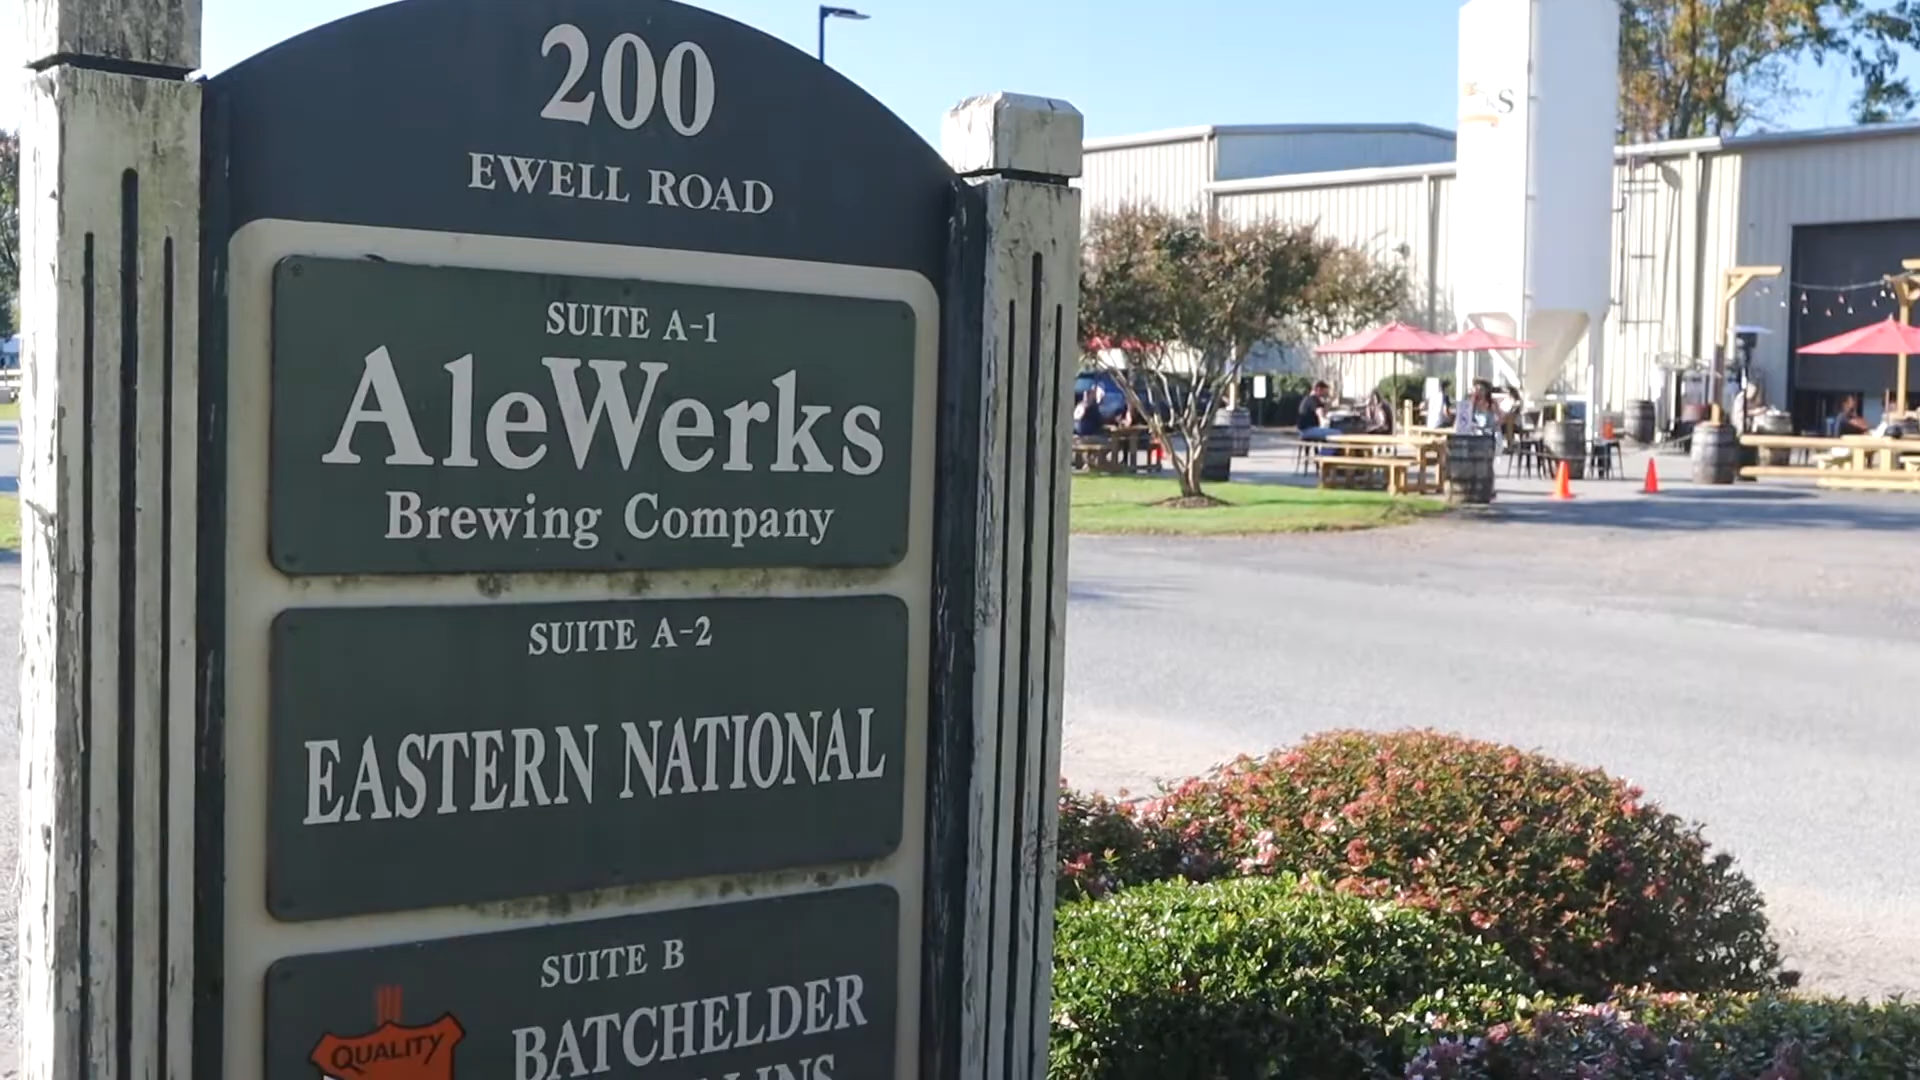 200
EWELL ROAD
SUITE A-1
AleWerks
Brewing Company
SUITE A-2
EASTERN NATIONAL
SUITE B
QUALITY
BATCHELDER